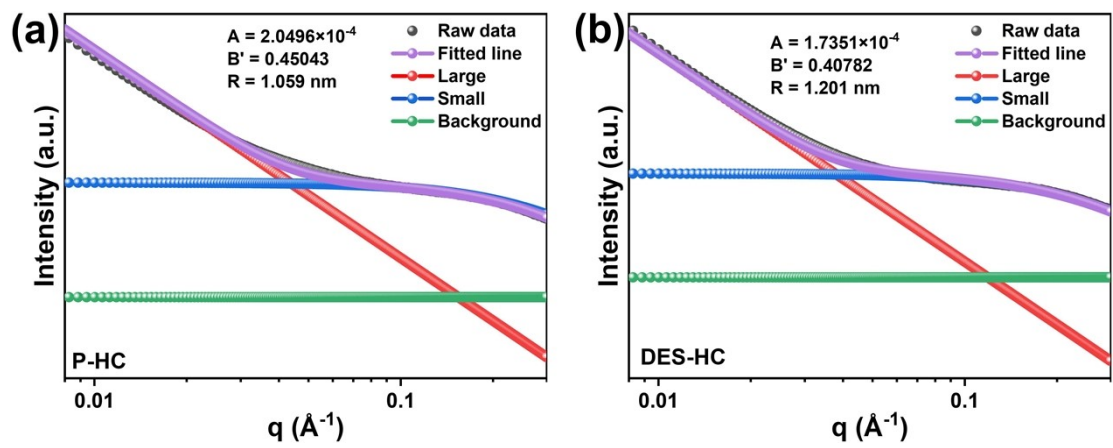 (a)
A = 2.0496×10⁻⁴
B' = 0.45043
R = 1.059 nm
Raw data
Fitted line
Large
Small
Background
Intensity (a.u.)
P-HC
0.01
0.1
q (Å⁻¹)
(b)
A = 1.7351×10⁻⁴
B' = 0.40782
R = 1.201 nm
Raw data
Fitted line
Large
Small
Background
Intensity (a.u.)
DES-HC
0.01
0.1
q (Å⁻¹)